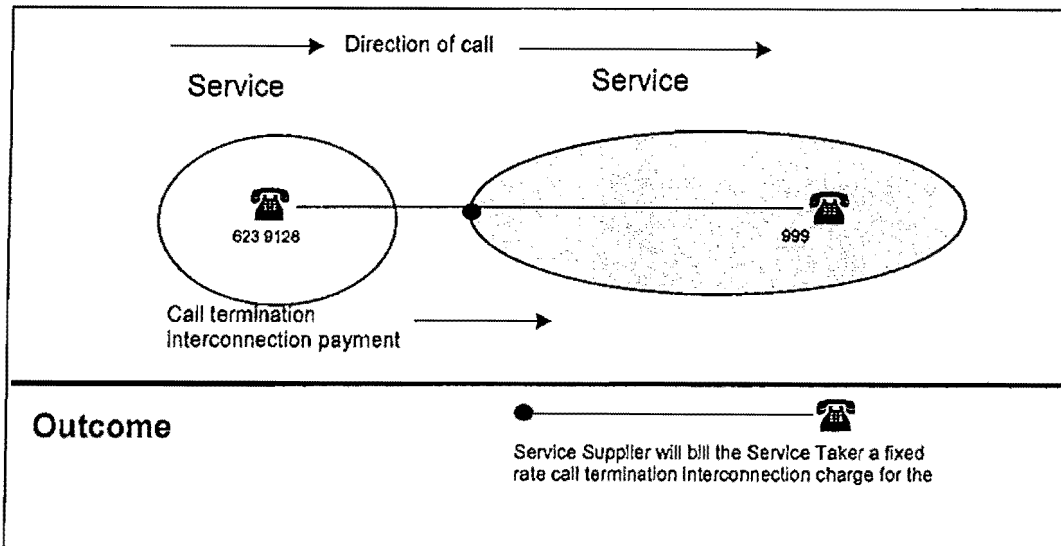 Direction of call
Service
Service
623 9128
999
Call termination
Interconnection payment
Outcome
Service Supplier will bill the Service Taker a fixed
rate call termination Interconnection charge for the